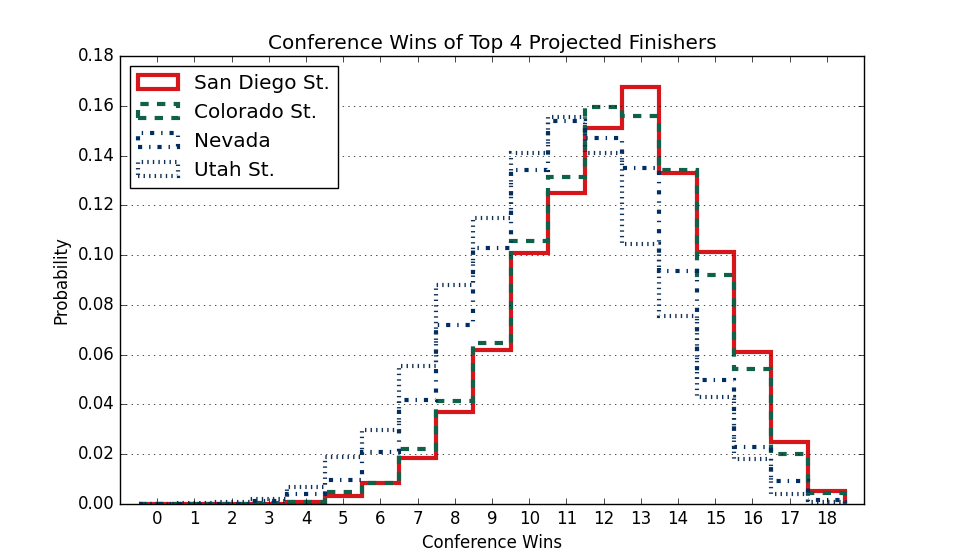 Conference Wins of Top 4 Projected Finishers
0.18
0.16
0.14
0.12
0.10
0.08
0.06
0.04
0.02
0.00
Probability
San Diego St.
Colorado St.
Nevada
Utah St.
0 1 2 3 4 5 6 7 8 9 10 11 12 13 14 15 16 17 18
Conference Wins